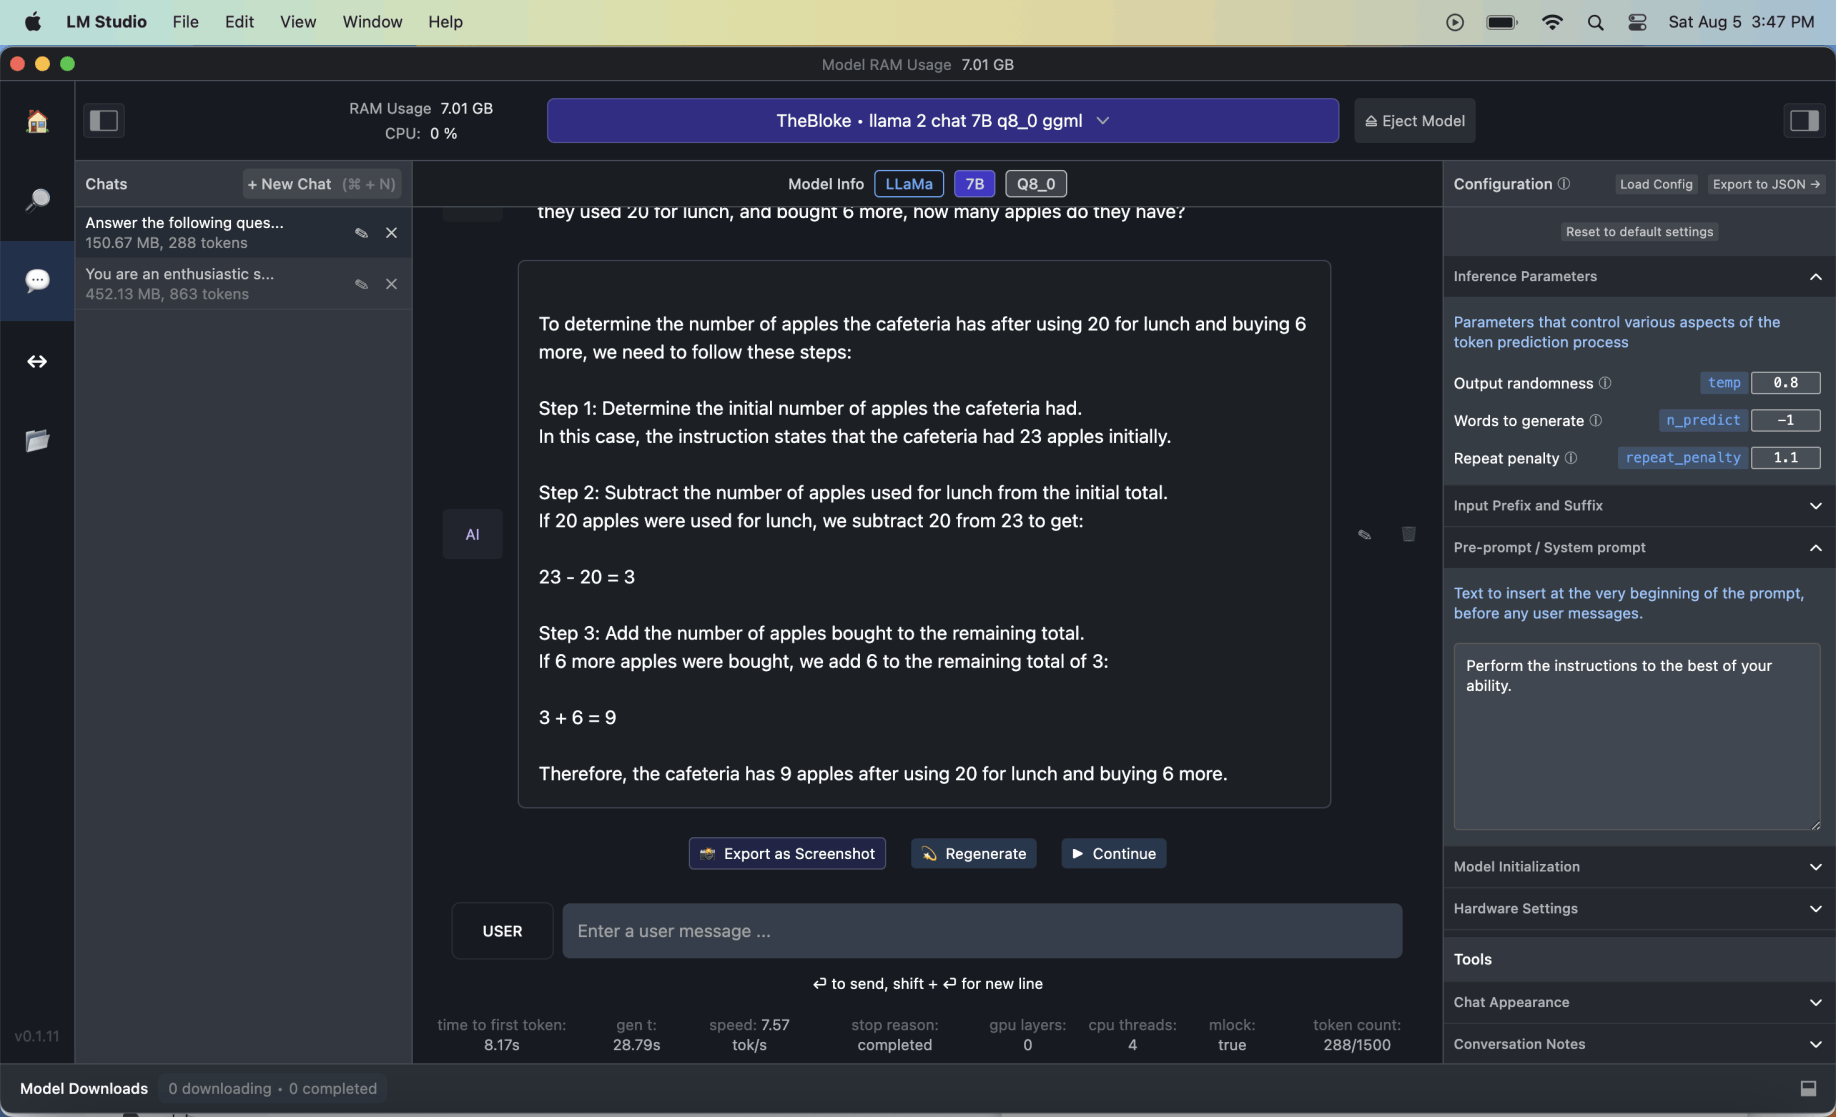 LM Studio File Edit View Window Help Sat Aug 5 3:47 PM
Model RAM Usage 7.01 GB
RAM Usage 7.01 GB
CPU: 0 %
TheBloke • llama 2 chat 7B q8_0 ggml
Eject Model
Chats
+ New Chat (⌘ + N)
Answer the following ques...
150.67 MB, 288 tokens
You are an enthusiastic s...
452.13 MB, 863 tokens
v0.1.11
Model Info LLaMa 7B Q8_0
they used 20 for lunch, and bought 6 more, how many apples do they have?
AI
To determine the number of apples the cafeteria has after using 20 for lunch and buying 6
more, we need to follow these steps:
Step 1: Determine the initial number of apples the cafeteria had.
In this case, the instruction states that the cafeteria had 23 apples initially.
Step 2: Subtract the number of apples used for lunch from the initial total.
If 20 apples were used for lunch, we subtract 20 from 23 to get:
23 - 20 = 3
Step 3: Add the number of apples bought to the remaining total.
If 6 more apples were bought, we add 6 to the remaining total of 3:
3 + 6 = 9
Therefore, the cafeteria has 9 apples after using 20 for lunch and buying 6 more.
Export as Screenshot
Regenerate
Continue
USER
Enter a user message ...
⏎ to send, shift + ⏎ for new line
time to first token:
8.17s
gen t:
28.79s
speed: 7.57
tok/s
stop reason:
completed
gpu layers:
0
cpu threads:
4
mlock:
true
token count:
288/1500
Configuration ⓘ
Load Config
Export to JSON →
Reset to default settings
Inference Parameters
Parameters that control various aspects of the
token prediction process
Output randomness ⓘ temp 0.8
Words to generate ⓘ n_predict -1
Repeat penalty ⓘ repeat_penalty 1.1
Input Prefix and Suffix
Pre-prompt / System prompt
Text to insert at the very beginning of the prompt,
before any user messages.
Perform the instructions to the best of your
ability.
Model Initialization
Hardware Settings
Tools
Chat Appearance
Conversation Notes
Model Downloads 0 downloading • 0 completed